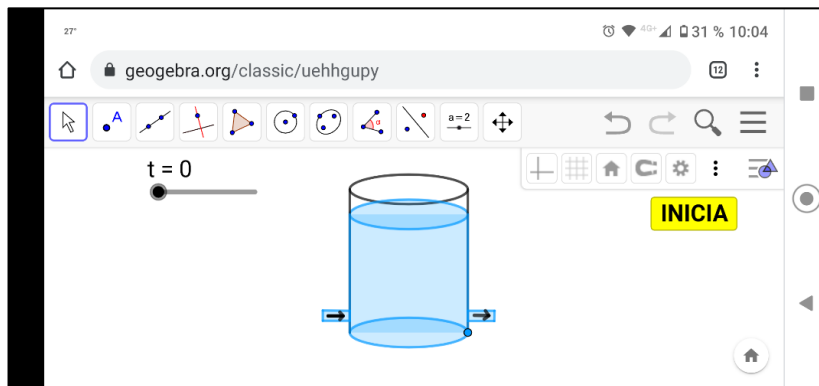 27°
4G+ 31 % 10:04
geogebra.org/classic/uehhgupy
12
A
α
a=2
t = 0
INICIA